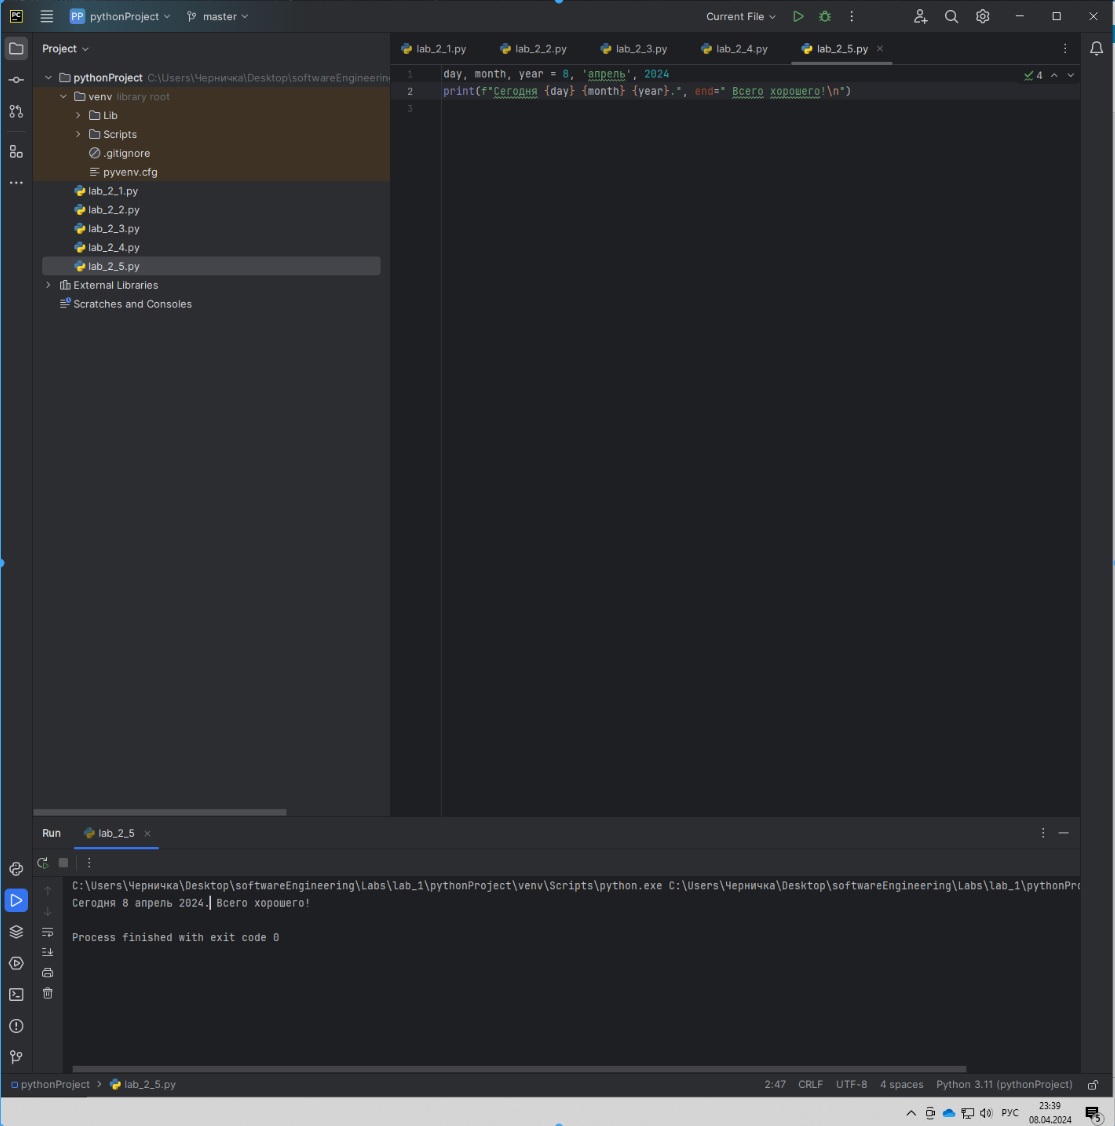 PC
PP pythonProject
master
Current File
Project
lab_2_1.py
lab_2_2.py
lab_2_3.py
lab_2_4.py
lab_2_5.py
pythonProject C:\Users\Черничка\Desktop\softwareEngineerin
venv library root
Lib
Scripts
.gitignore
pyvenv.cfg
lab_2_1.py
lab_2_2.py
lab_2_3.py
lab_2_4.py
lab_2_5.py
External Libraries
Scratches and Consoles
1 day, month, year = 8, 'апрель', 2024
4
2 print(f"Сегодня {day} {month} {year}.", end=" Всего хорошего!\n")
3
Run
lab_2_5
C:\Users\Черничка\Desktop\softwareEngineering\Labs\lab_1\pythonProject\venv\Scripts\python.exe C:\Users\Черничка\Desktop\softwareEngineering\Labs\lab_1\pythonPro
Сегодня 8 апрель 2024. Всего хорошего!
Process finished with exit code 0
pythonProject
lab_2_5.py
2:47
CRLF
UTF-8
4 spaces
Python 3.11 (pythonProject)
РУС
23:39
08.04.2024
5